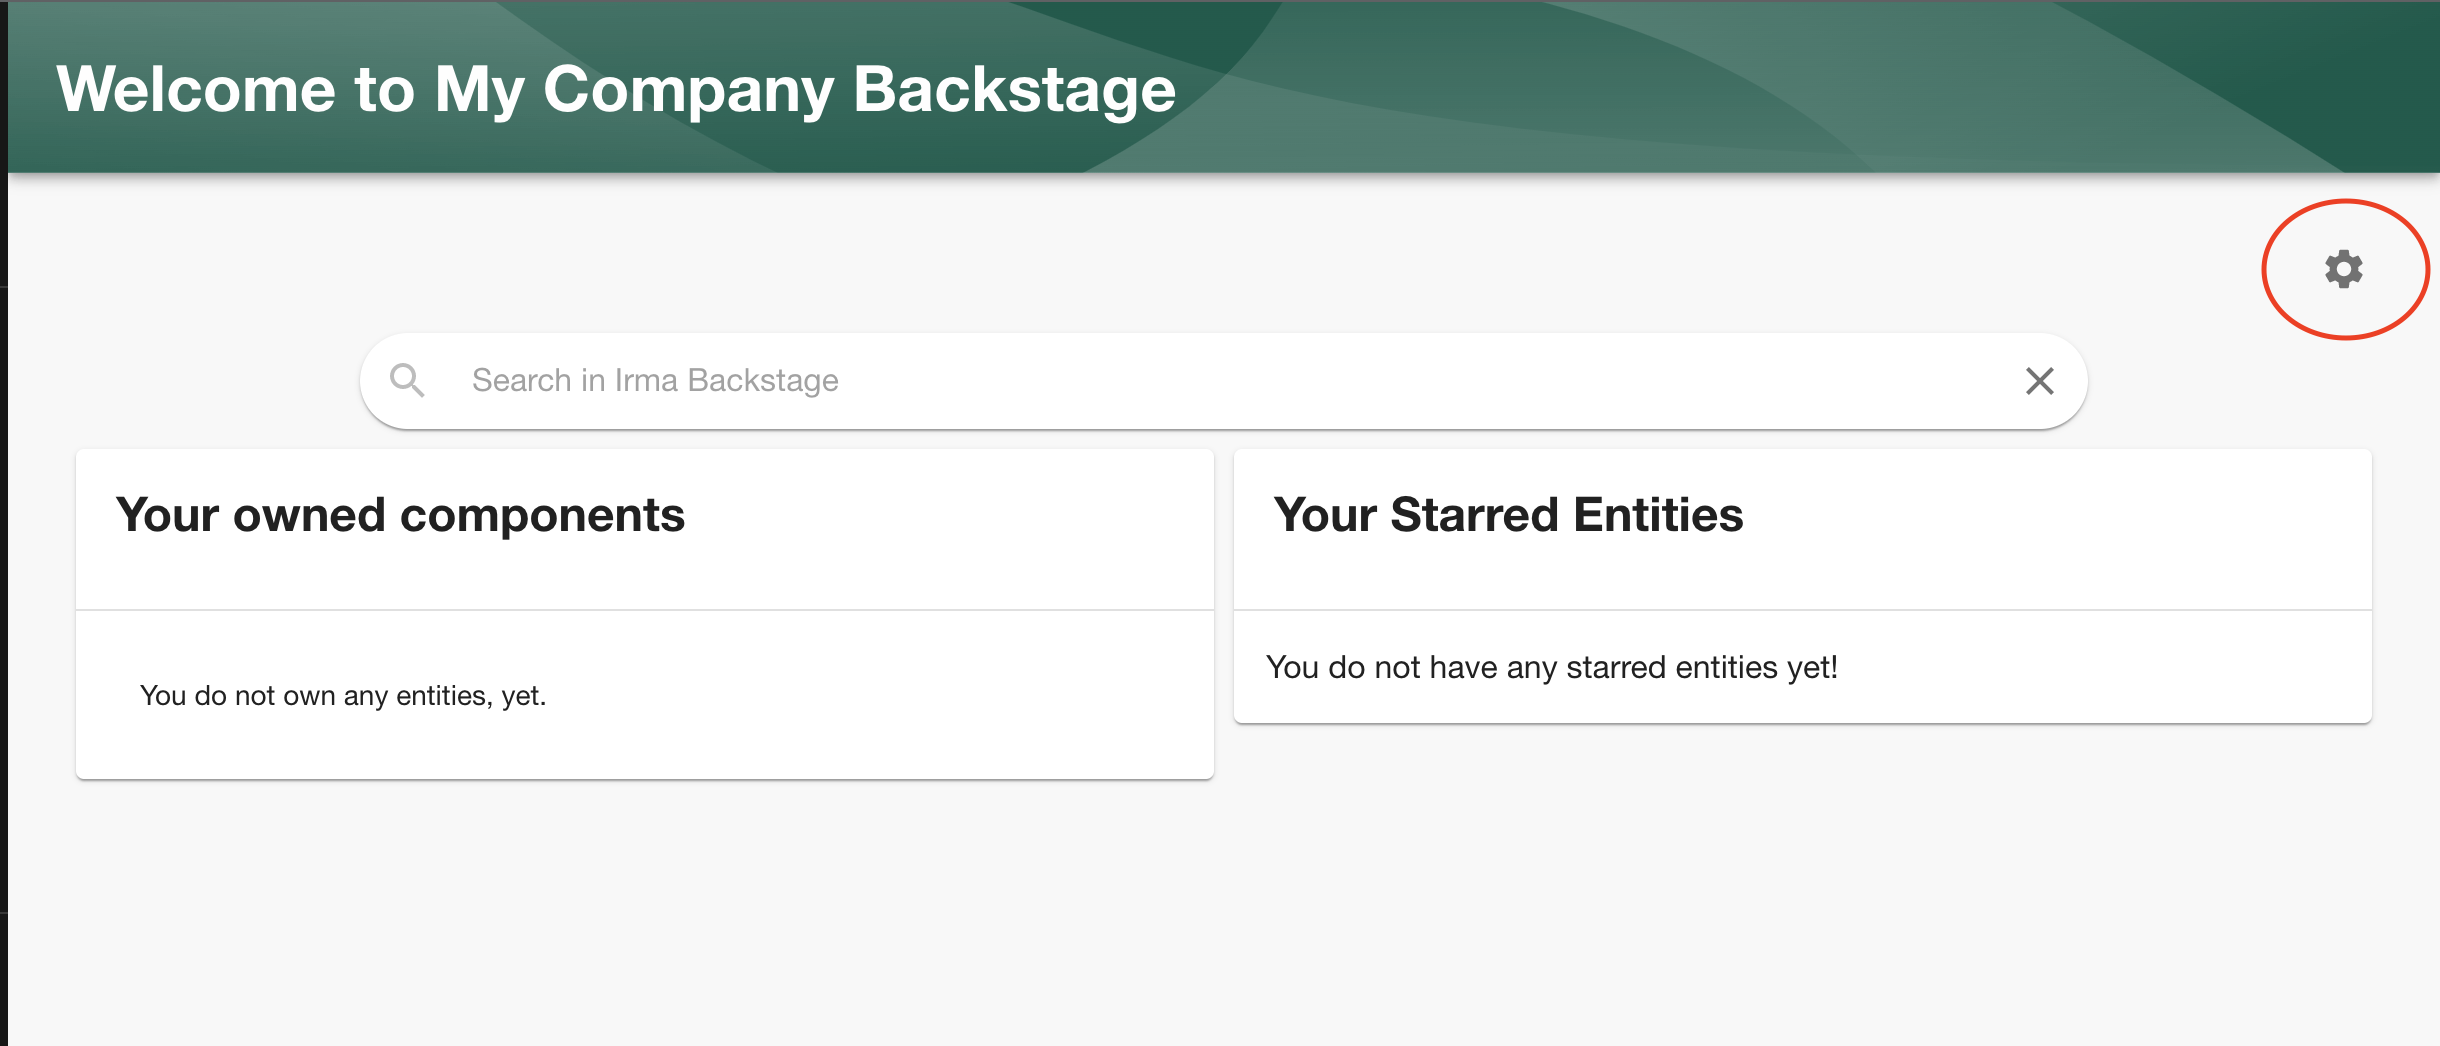 Welcome to My Company Backstage
Search in Irma Backstage
Your owned components
You do not own any entities, yet.
Your Starred Entities
You do not have any starred entities yet!